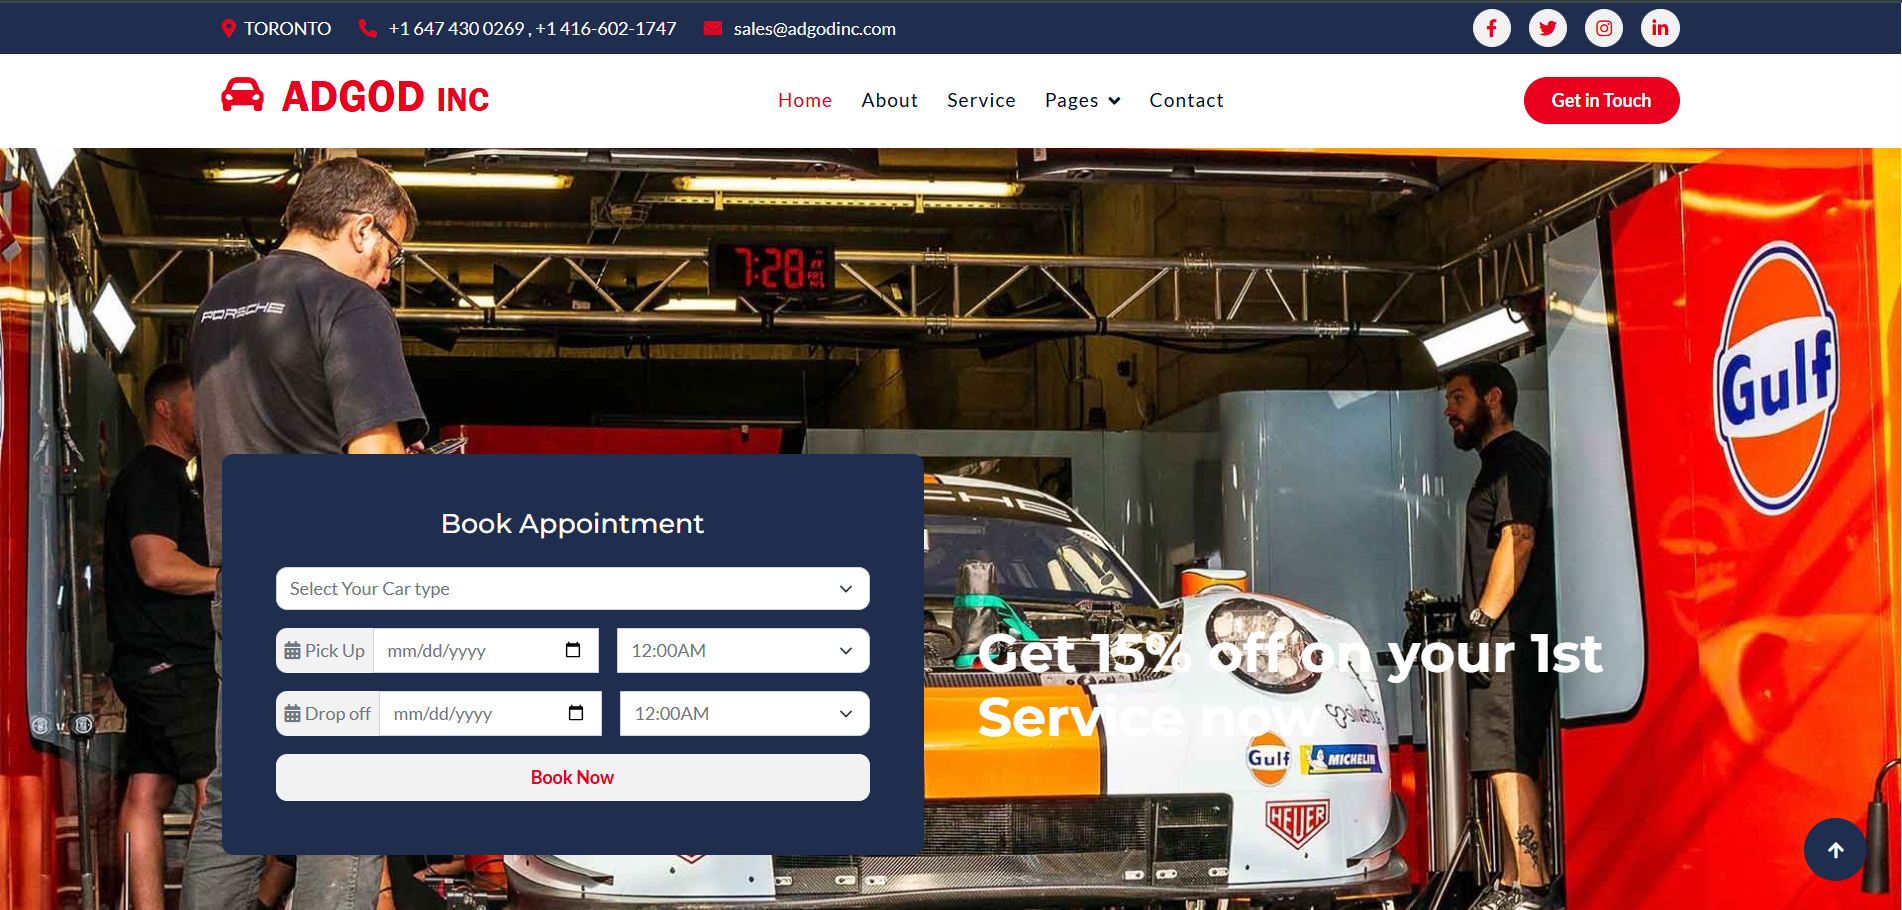 TORONTO
+1 647 430 0269 , +1 416-602-1747
sales@adgodinc.com
ADGOD INC
Home
About
Service
Pages
Contact
Get in Touch
7:28
FRI
PORSCHE
Gulf
PORSCHE
Book Appointment
Select Your Car type
Pick Up
mm/dd/yyyy
12:00AM
Drop off
mm/dd/yyyy
12:00AM
Book Now
Get 15% off on your 1st
Service now
Gulf
MICHELIN
HEUER